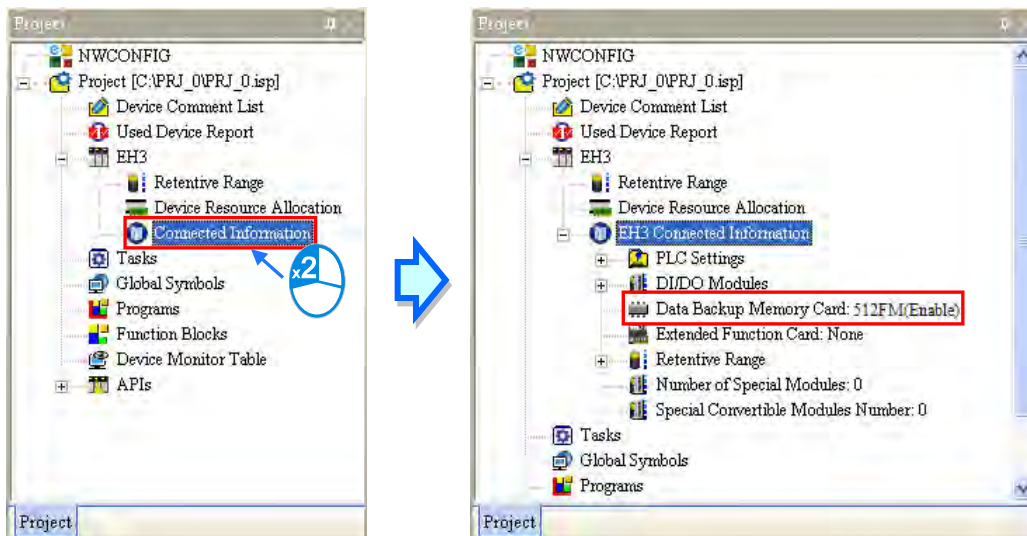 Project
NWCONFIG
Project [C:\PRJ_0\PRJ_0.isp]
Device Comment List
Used Device Report
EH3
Retentive Range
Device Resource Allocation
Connected Information
Tasks
Global Symbols
Programs
Function Blocks
Device Monitor Table
APIs
Project
x2
Project
NWCONFIG
Project [C:\PRJ_0\PRJ_0.isp]
Device Comment List
Used Device Report
EH3
Retentive Range
Device Resource Allocation
EH3 Connected Information
PLC Settings
DI/DO Modules
Data Backup Memory Card: 512FM(Enable)
Extended Function Card: None
Retentive Range
Number of Special Modules: 0
Special Convertible Modules Number: 0
Tasks
Global Symbols
Programs
Project